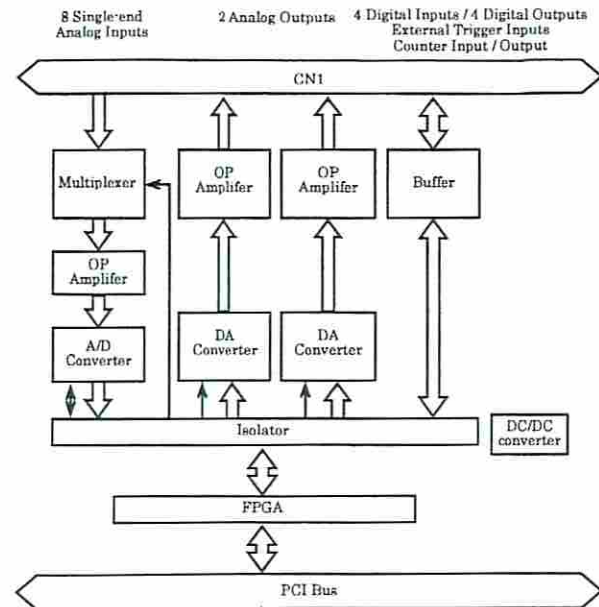 8 Single-end
Analog Inputs
2 Analog Outputs
4 Digital Inputs / 4 Digital Outputs
External Trigger Inputs
Counter Input / Output
CN1
Multiplexer
OP
Amplifer
OP
Amplifer
Buffer
OP
Amplifer
A/D
Converter
DA
Converter
DA
Converter
Isolator
DC/DC
converter
FPGA
PCI Bus